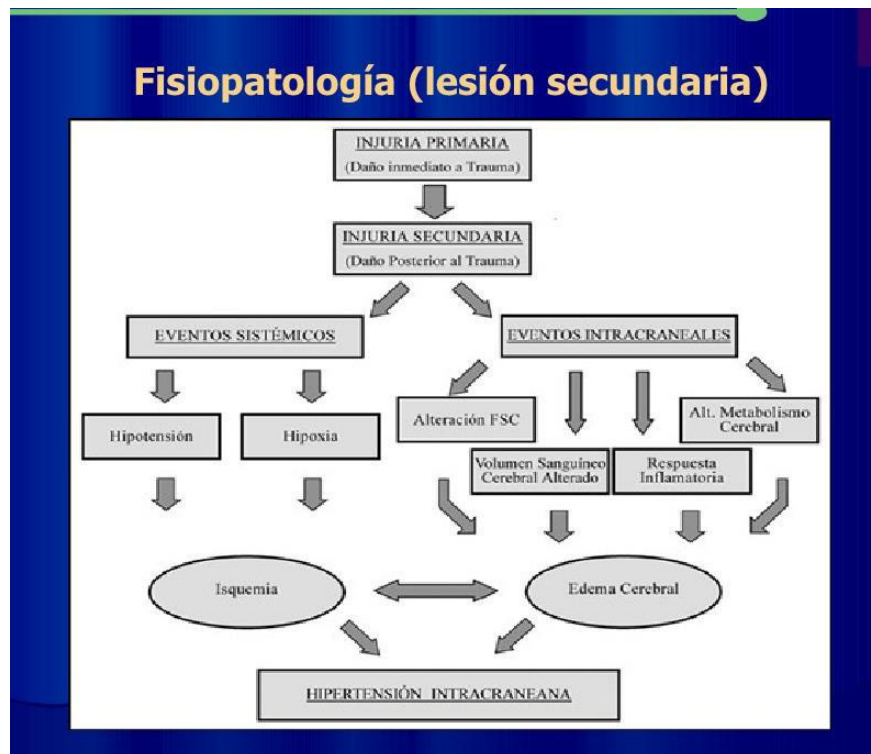 Fisiopatología (lesión secundaria)
INJURIA PRIMARIA
(Daño inmediato a Trauma)
INJURIA SECUNDARIA
(Daño Posterior al Trauma)
EVENTOS SISTÉMICOS
EVENTOS INTRACRANEALES
Hipotensión
Hipoxia
Alteración FSC
Alt. Metabolismo
Cerebral
Volumen Sanguíneo
Cerebral Alterado
Respuesta
Inflamatoria
Isquemia
Edema Cerebral
HIPERTENSIÓN INTRACRANEANA